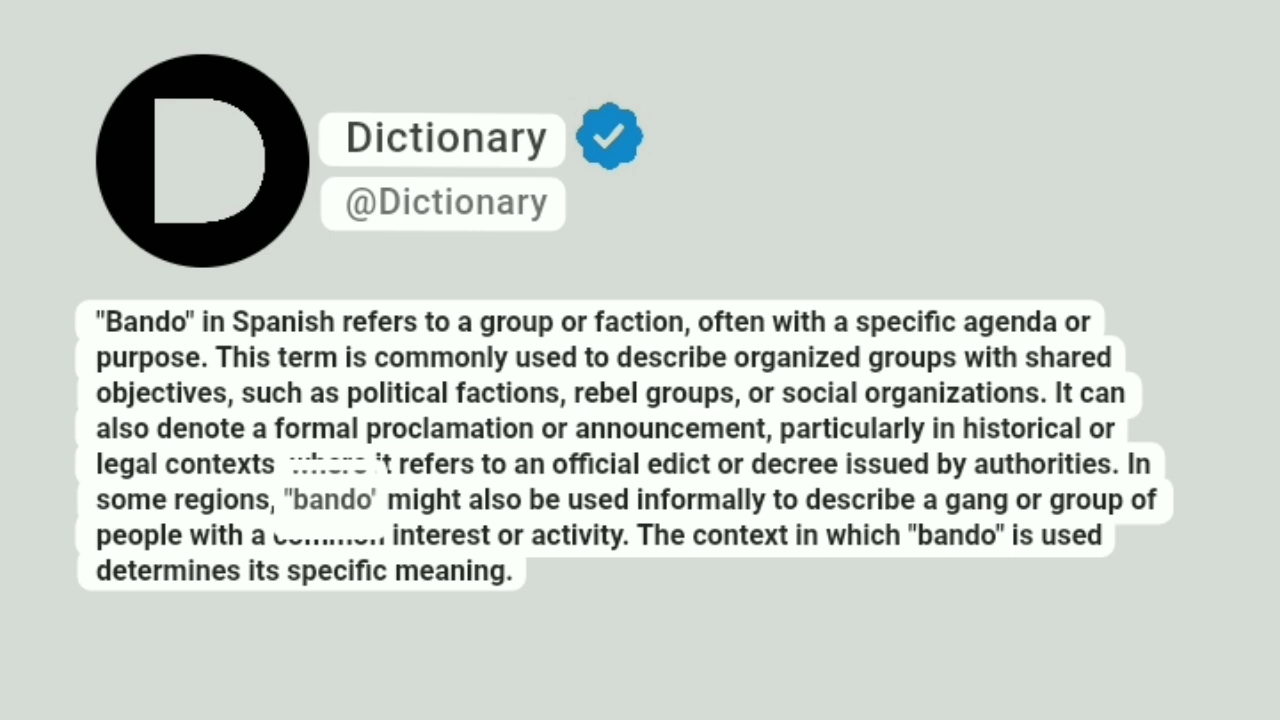 D
Dictionary
@Dictionary
"Bando" in Spanish refers to a group or faction, often with a specific agenda or
purpose. This term is commonly used to describe organized groups with shared
objectives, such as political factions, rebel groups, or social organizations. It can
also denote a formal proclamation or announcement, particularly in historical or
legal contexts where it refers to an official edict or decree issued by authorities. In
some regions, "bando' might also be used informally to describe a gang or group of
people with a common interest or activity. The context in which "bando" is used
determines its specific meaning.